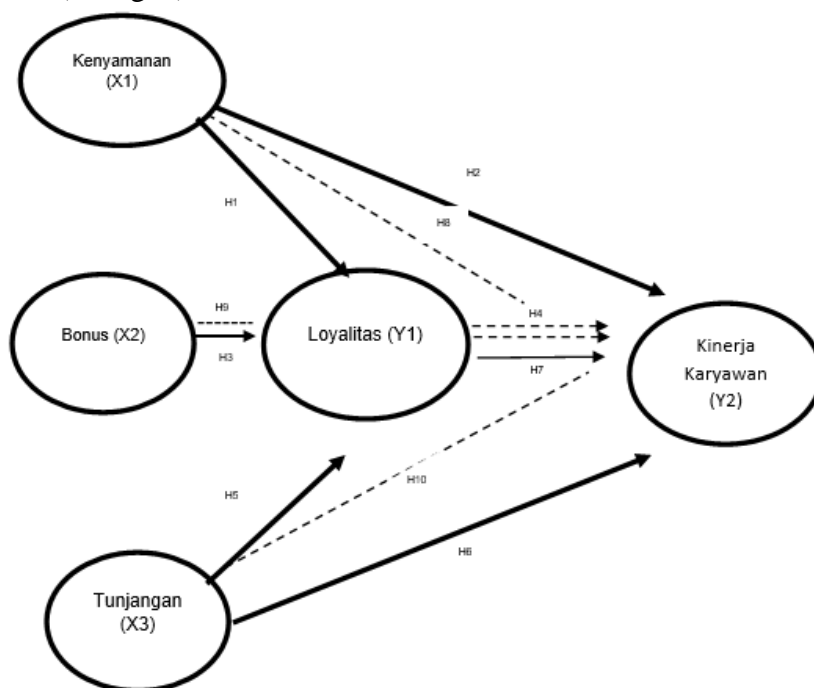 Kenyamanan
(X1)
H2
H1
H8
Bonus (X2)
H9
H3
Loyalitas (Y1)
H4
H7
Kinerja
Karyawan
(Y2)
H5
H10
H6
Tunjangan
(X3)